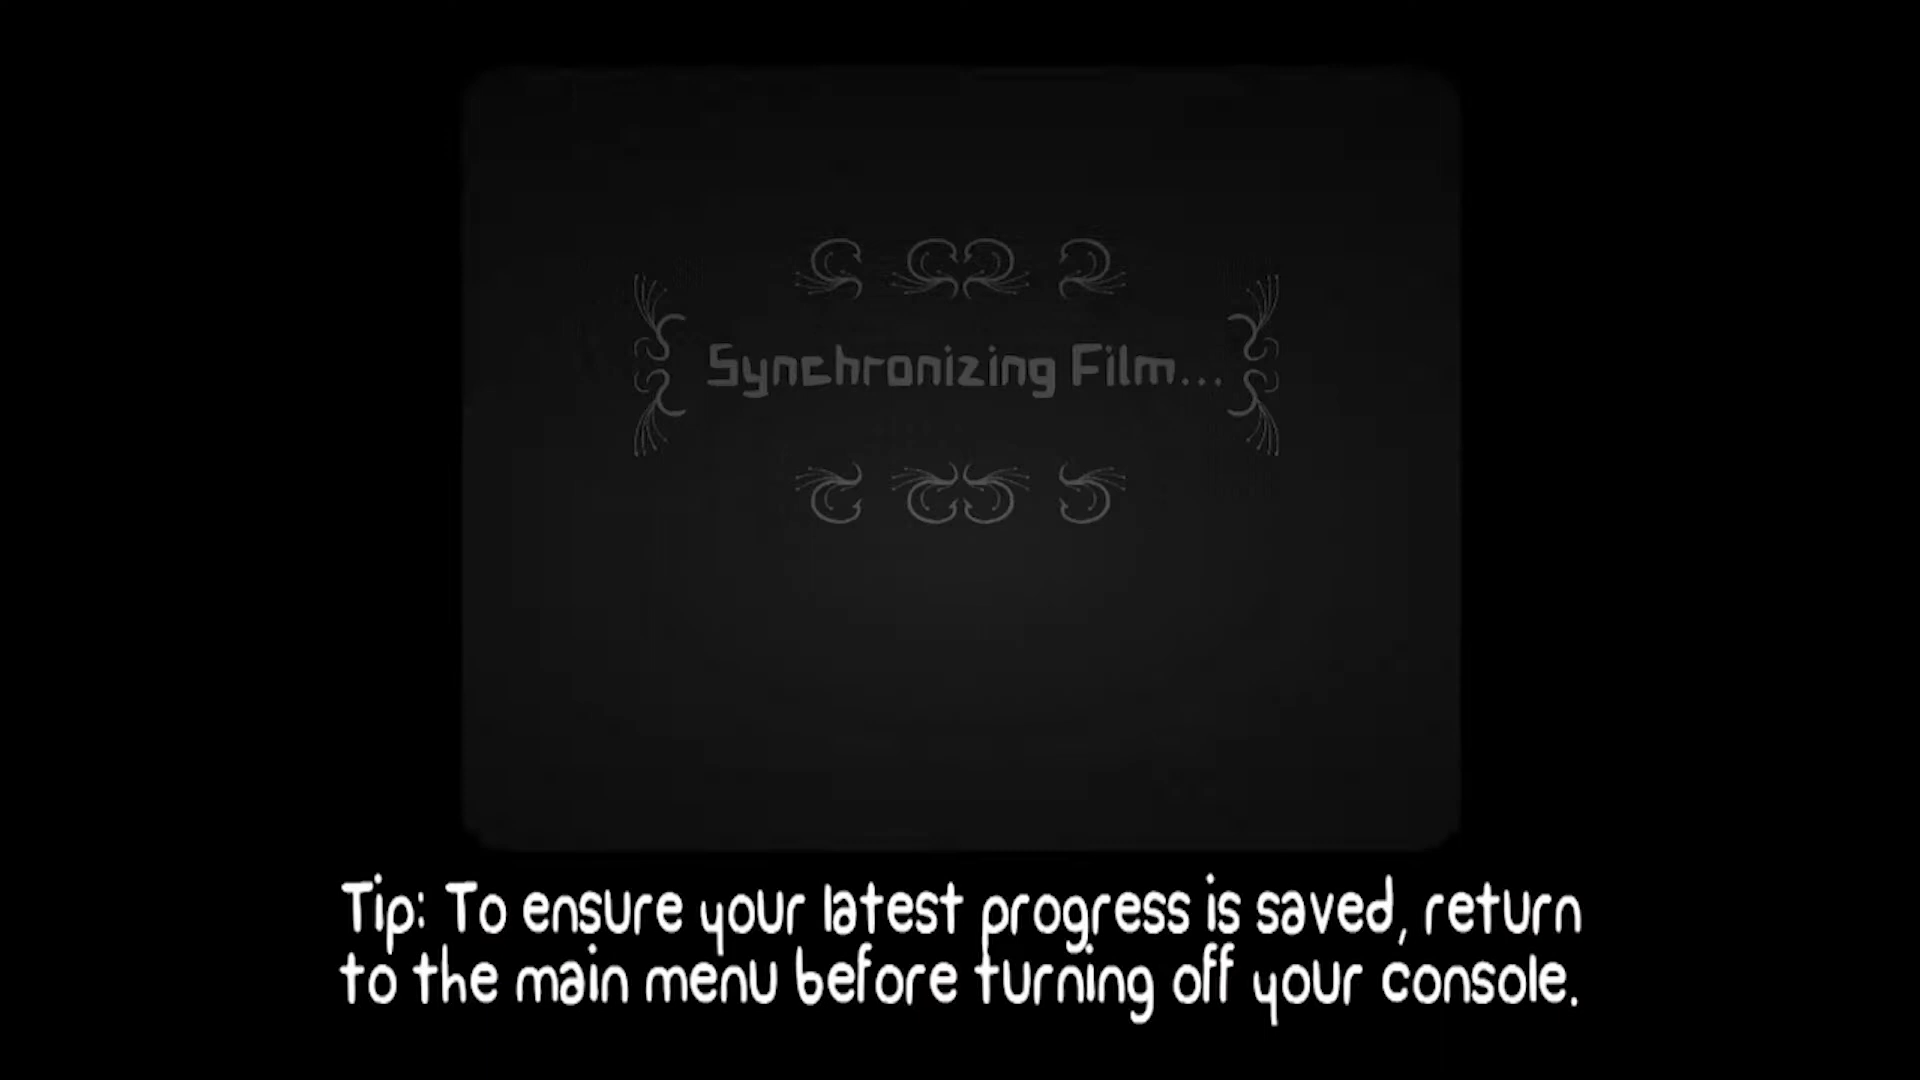 Synchronizing Film...
Tip: To ensure your latest progress is saved, return
to the main menu before turning off your console.